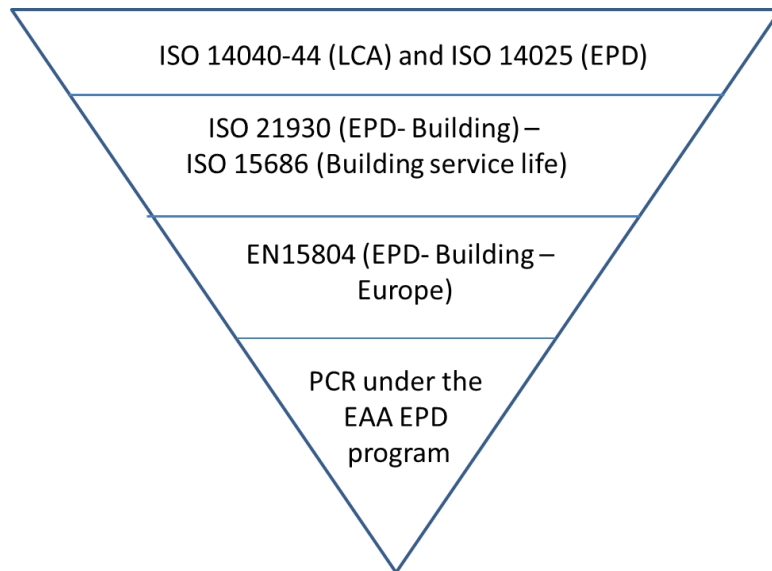 ISO 14040-44 (LCA) and ISO 14025 (EPD)
ISO 21930 (EPD- Building) –
ISO 15686 (Building service life)
EN15804 (EPD- Building –
Europe)
PCR under the
EAA EPD
program